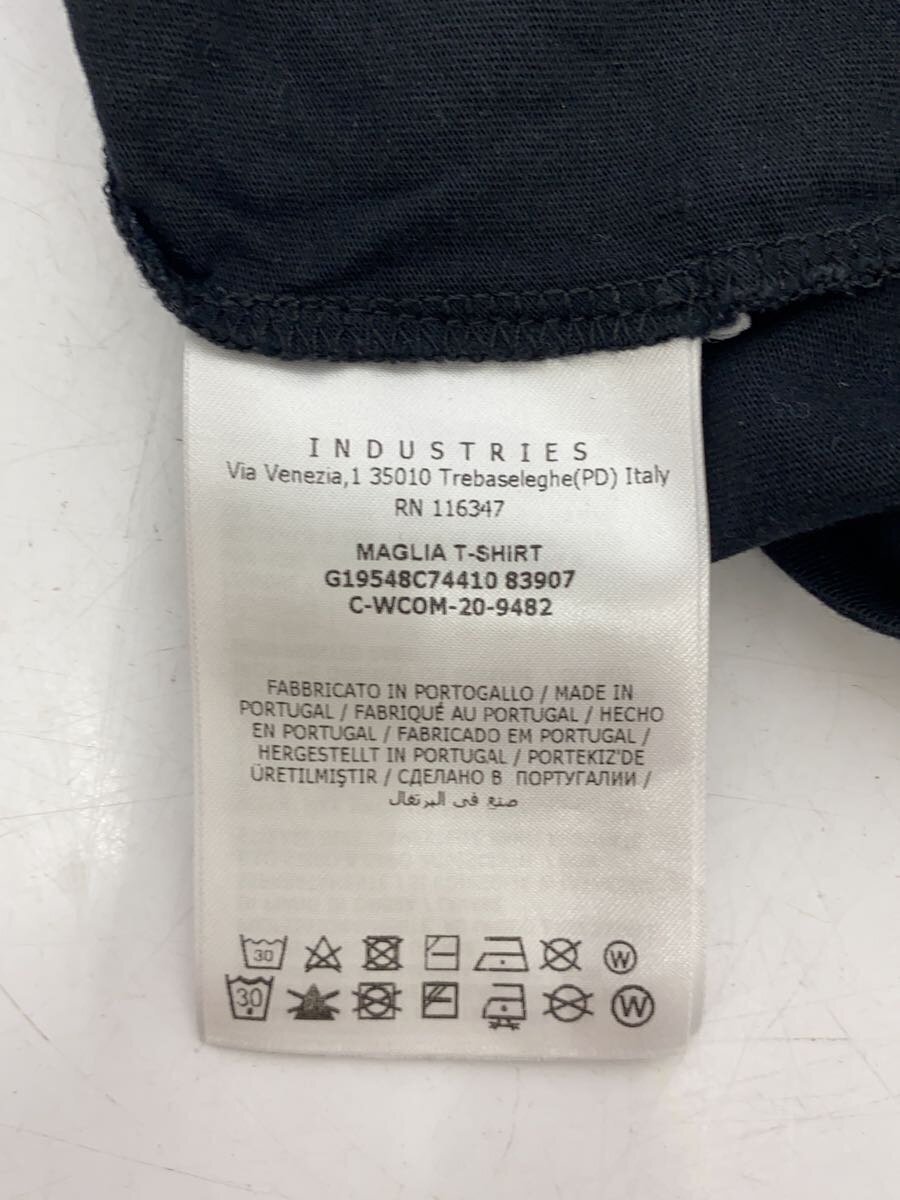 INDUSTRIES
Via Venezia,1 35010 Trebaseleghe(PD) Italy
RN 116347
MAGLIA T-SHIRT
G19548C74410 83907
C-WCOM-20-9482
FABBRICATO IN PORTOGALLO / MADE IN
PORTUGAL / FABRIQUÉ AU PORTUGAL / HECHO
EN PORTUGAL / FABRICADO EM PORTUGAL /
HERGESTELLT IN PORTUGAL / PORTEKIZ'DE
ÜRETILMIŞTIR / СДЕЛАНО В ПОРТУГАЛИИ /
صنع في البرتغال
30 W
30 W